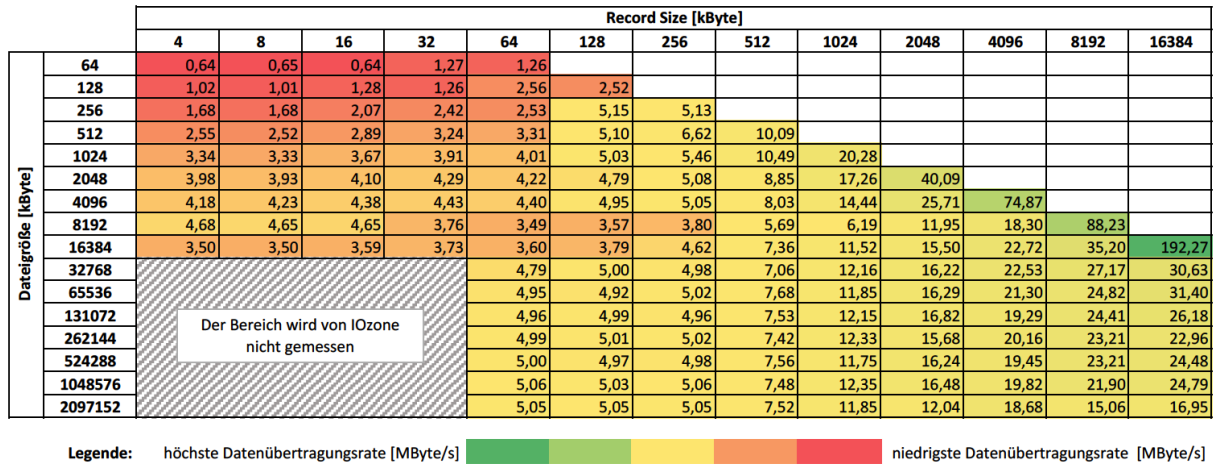 Record Size [kByte]
4 8 16 32 64 128 256 512 1024 2048 4096 8192 16384
Dateigröße [kByte]
64 0,64 0,65 0,64 1,27 1,26
128 1,02 1,01 1,28 1,26 2,56 2,52
256 1,68 1,68 2,07 2,42 2,53 5,15 5,13
512 2,55 2,52 2,89 3,24 3,31 5,10 6,62 10,09
1024 3,34 3,33 3,67 3,91 4,01 5,03 5,46 10,49 20,28
2048 3,98 3,93 4,10 4,29 4,22 4,79 5,08 8,85 17,26 40,09
4096 4,18 4,23 4,38 4,43 4,40 4,95 5,05 8,03 14,44 25,71 74,87
8192 4,68 4,65 4,65 3,76 3,49 3,57 3,80 5,69 6,19 11,95 18,30 88,23
16384 3,50 3,50 3,59 3,73 3,60 3,79 4,62 7,36 11,52 15,50 22,72 35,20 192,27
32768 4,79 5,00 4,98 7,06 12,16 16,22 22,53 27,17 30,63
65536 4,95 4,92 5,02 7,68 11,85 16,29 21,30 24,82 31,40
131072 4,96 4,99 4,96 7,53 12,15 16,82 19,29 24,41 26,18
262144 4,99 5,01 5,02 7,42 12,33 15,68 20,16 23,21 22,96
524288 5,00 4,97 4,98 7,56 11,75 16,24 19,45 23,21 24,48
1048576 5,06 5,03 5,06 7,48 12,35 16,48 19,82 21,90 24,79
2097152 5,05 5,05 5,05 7,52 11,85 12,04 18,68 15,06 16,95
Der Bereich wird von IOzone
nicht gemessen
Legende: höchste Datenübertragungsrate [MByte/s] niedrigste Datenübertragungsrate [MByte/s]